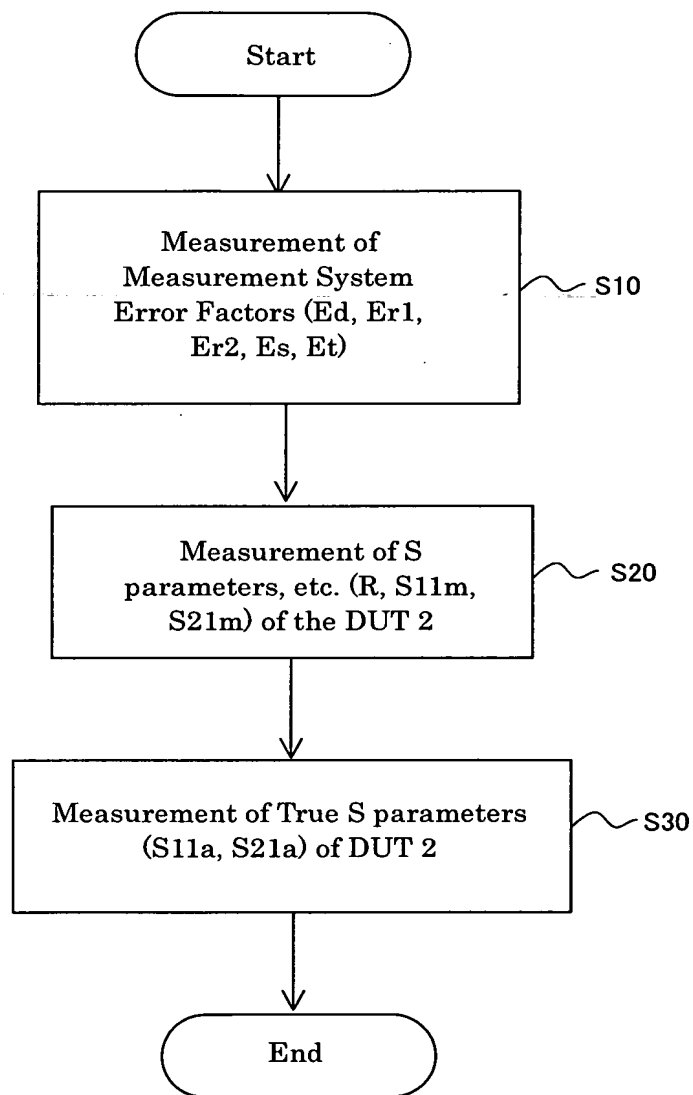 Start
Measurement of
Measurement System
Error Factors (Ed, Er1,
Er2, Es, Et)
S10
Measurement of S
parameters, etc. (R, S11m,
S21m) of the DUT 2
S20
Measurement of True S parameters
(S11a, S21a) of DUT 2
S30
End